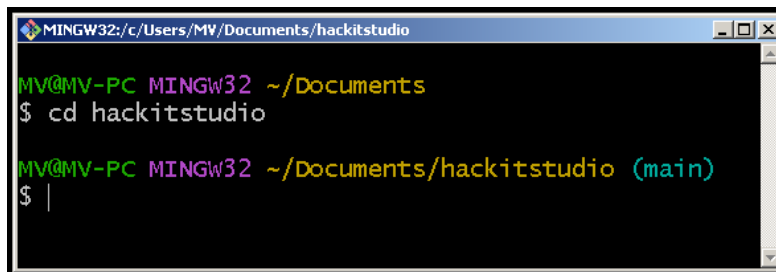 MINGW32:/c/Users/MV/Documents/hackitstudio
MV@MV-PC MINGW32 ~/Documents
$ cd hackitstudio
MV@MV-PC MINGW32 ~/Documents/hackitstudio (main)
$